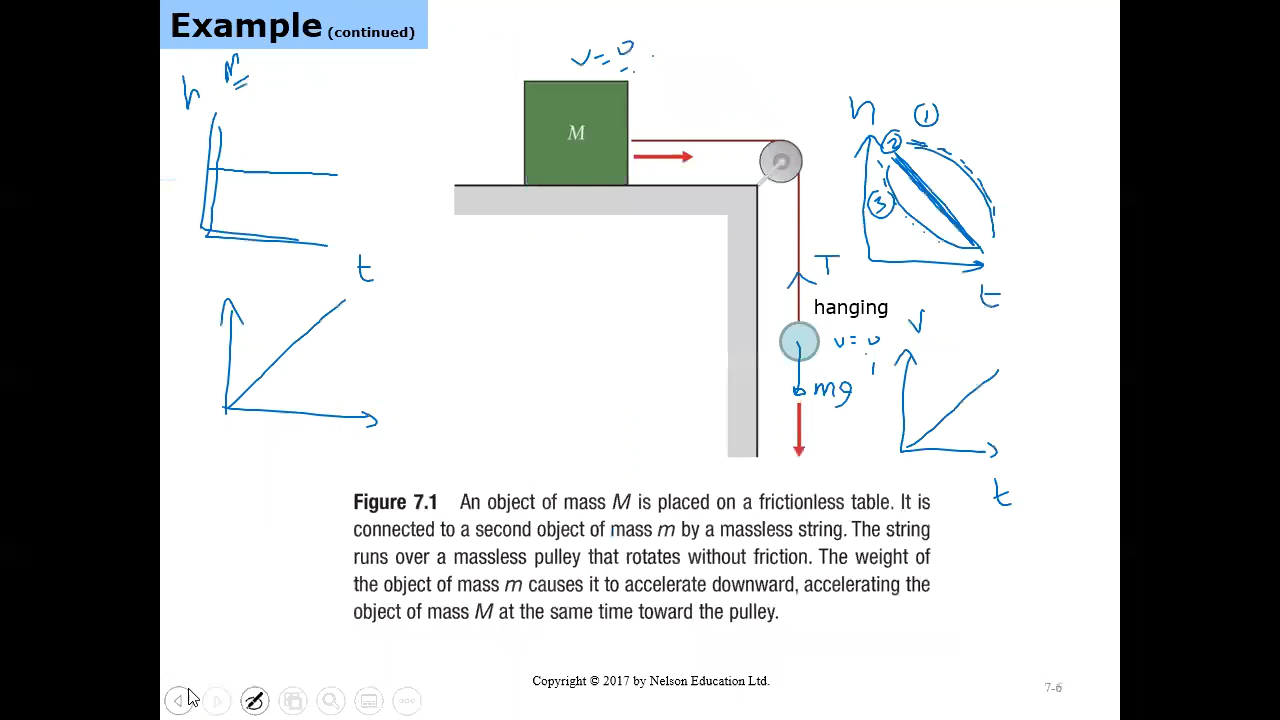 Example (continued)
M
v=0
h
M
h
①
②
③
t
t
T
hanging
v=0
mg
v
t
Figure 7.1 An object of mass M is placed on a frictionless table. It is
connected to a second object of mass m by a massless string. The string
runs over a massless pulley that rotates without friction. The weight of
the object of mass m causes it to accelerate downward, accelerating the
object of mass M at the same time toward the pulley.
Copyright © 2017 by Nelson Education Ltd.